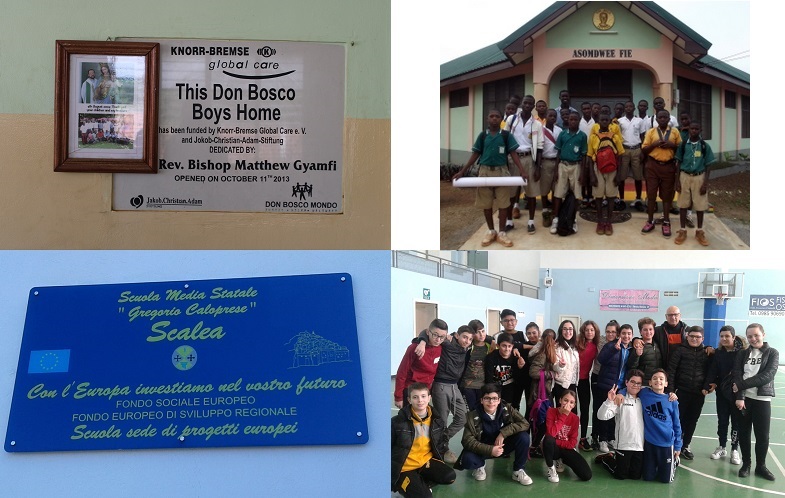 KNORR-BREMSE
global care
This Don Bosco
Boys Home
has been funded by Knorr-Bremse Global Care e. V.
and Jokob-Christian-Adam-Stiftung
DEDICATED BY:
Rev. Bishop Matthew Gyamfi
OPENED ON OCTOBER 11TH 2013
Jakob.Christian.Adam
DON BOSCO MONDO
ASOMDWEE FIE
Scuola Media Statale
"Gregorio Caloprese"
Scalea
Con l'Europa investiamo nel vostro futuro
FONDO SOCIALE EUROPEO
FONDO EUROPEO DI SVILUPPO REGIONALE
Scuola sede di progetti europei
FIOS
adidas